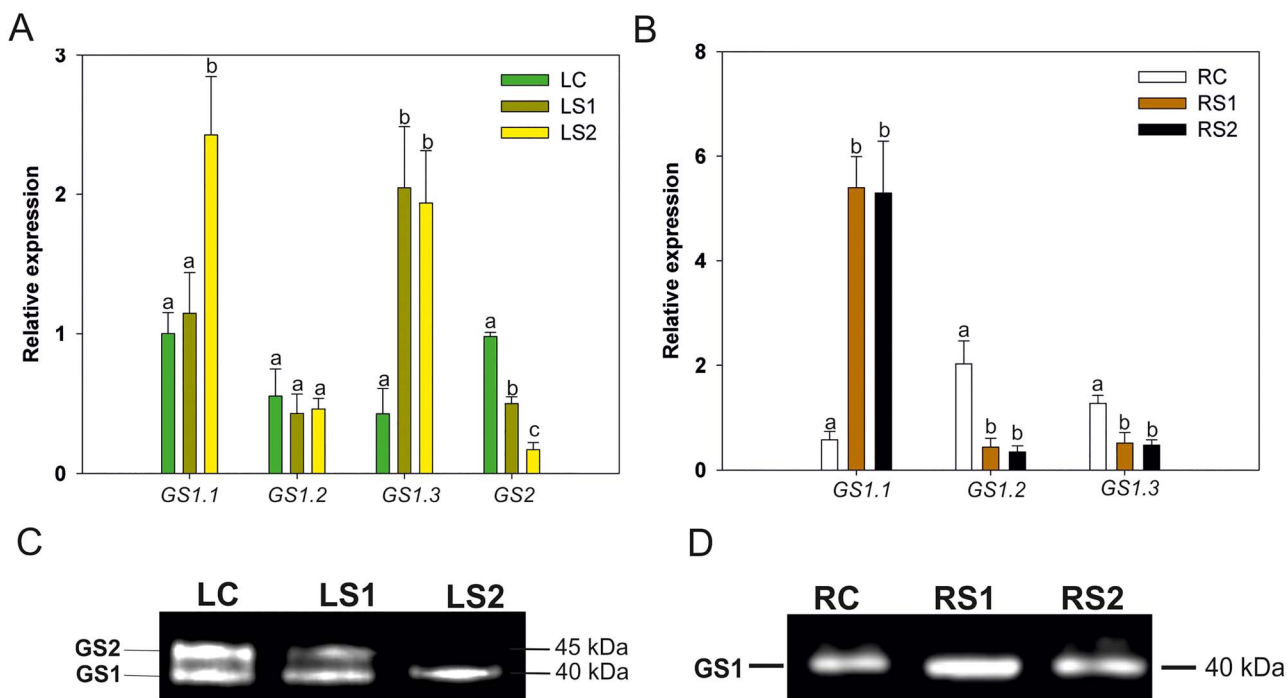 A
3
2
1
0
Relative expression
LC
LS1
LS2
a
a
b
a
a
a
a
b
b
a
b
c
GS1.1
GS1.2
GS1.3
GS2
B
8
6
4
2
0
Relative expression
RC
RS1
RS2
a
b
b
a
b
b
a
b
b
GS1.1
GS1.2
GS1.3
C
LC LS1 LS2
GS2 45 kDa
GS1 40 kDa
D
RC RS1 RS2
GS1 40 kDa